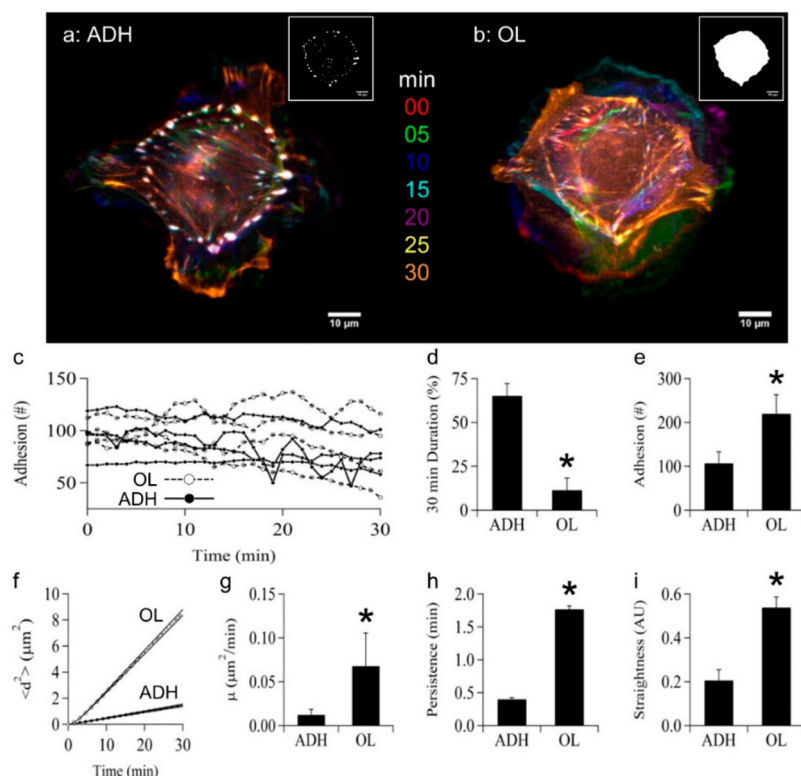 a: ADH
b: OL
min
00
05
10
15
20
25
30
10 µm
10 µm
c
Adhesion (#)
150
100
50
OL
ADH
0
10
20
30
Time (min)
d
30 min Duration (%)
75
50
25
0
*
ADH
OL
e
Adhesion (#)
300
200
100
0
*
ADH
OL
f
<d²> (µm²)
10
8
6
4
2
0
OL
ADH
0
10
20
30
Time (min)
g
µ (µm²/min)
0.15
0.10
0.05
0.00
*
ADH
OL
h
Persistence (min)
2.0
1.5
1.0
0.5
0.0
*
ADH
OL
i
Straightness (AU)
0.6
0.4
0.2
0.0
*
ADH
OL